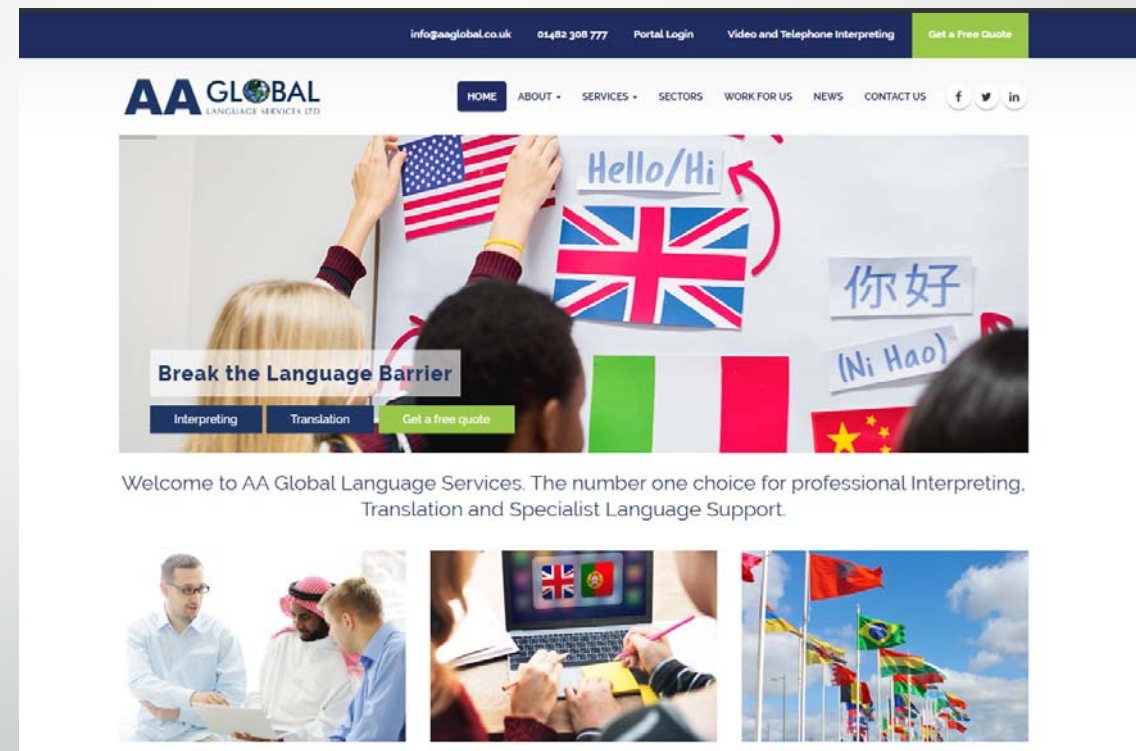 info@aaglobal.co.uk 01482 308 777 Portal Login Video and Telephone Interpreting Get a Free Quote
AA GLOBAL
LANGUAGE SERVICES LTD
HOME ABOUT SERVICES SECTORS WORK FOR US NEWS CONTACT US f in
Hello/Hi
你好
(Ni Hao)
Break the Language Barrier
Interpreting Translation Get a free quote
Welcome to AA Global Language Services. The number one choice for professional Interpreting,
Translation and Specialist Language Support.